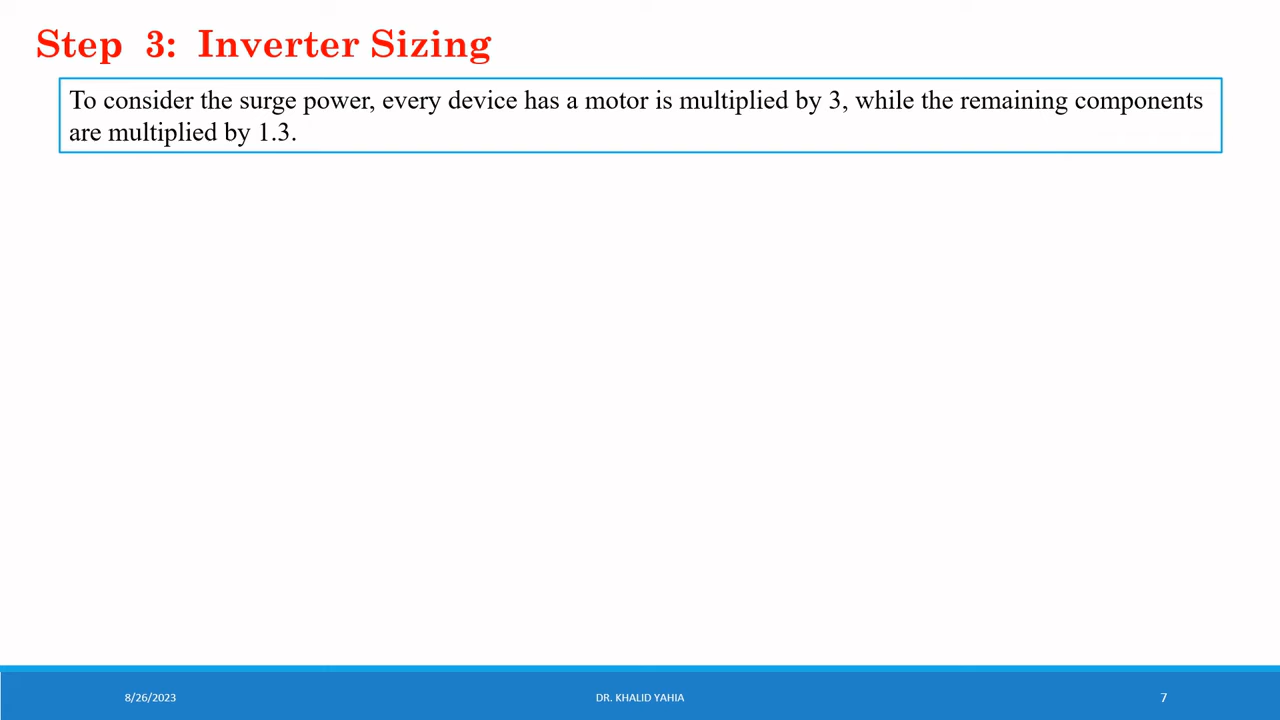 Step 3: Inverter Sizing
To consider the surge power, every device has a motor is multiplied by 3, while the remaining components
are multiplied by 1.3.
8/26/2023
DR. KHALID YAHIA
7